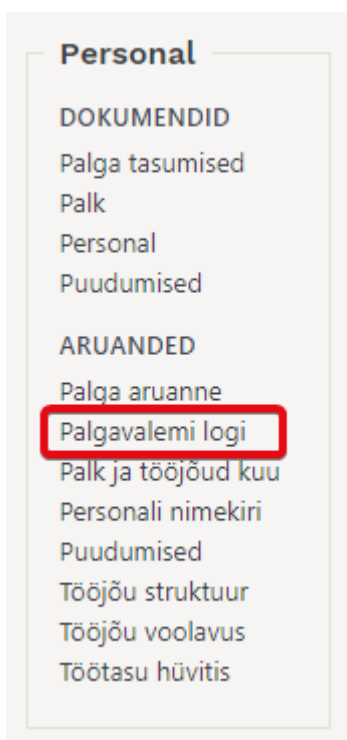 Personal
DOKUMENDID
Palga tasumised
Palk
Personal
Puudumised
ARUANDED
Palga aruanne
Palgavalemi logi
Palk ja tööjõud kuu
Personali nimekiri
Puudumised
Tööjõu struktuur
Tööjõu voolavus
Töötasu hüvitis